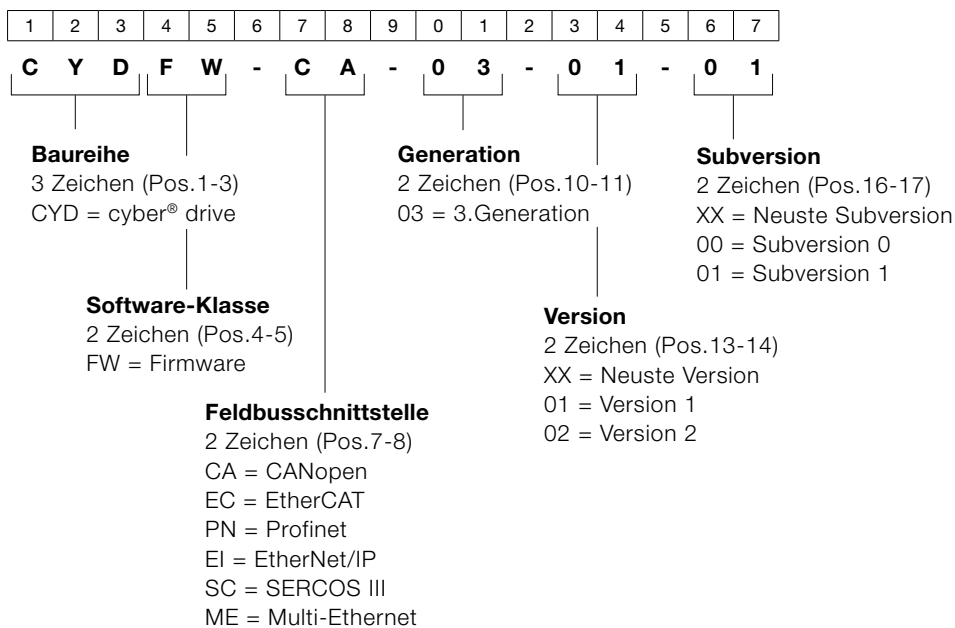 1 2 3 4 5 6 7 8 9 0 1 2 3 4 5 6 7
C Y D F W - C A - 0 3 - 0 1 - 0 1
Baureihe
3 Zeichen (Pos.1-3)
CYD = cyber® drive
Software-Klasse
2 Zeichen (Pos.4-5)
FW = Firmware
Feldbusschnittstelle
2 Zeichen (Pos.7-8)
CA = CANopen
EC = EtherCAT
PN = Profinet
EI = EtherNet/IP
SC = SERCOS III
ME = Multi-Ethernet
Generation
2 Zeichen (Pos.10-11)
03 = 3.Generation
Version
2 Zeichen (Pos.13-14)
XX = Neuste Version
01 = Version 1
02 = Version 2
Subversion
2 Zeichen (Pos.16-17)
XX = Neuste Subversion
00 = Subversion 0
01 = Subversion 1